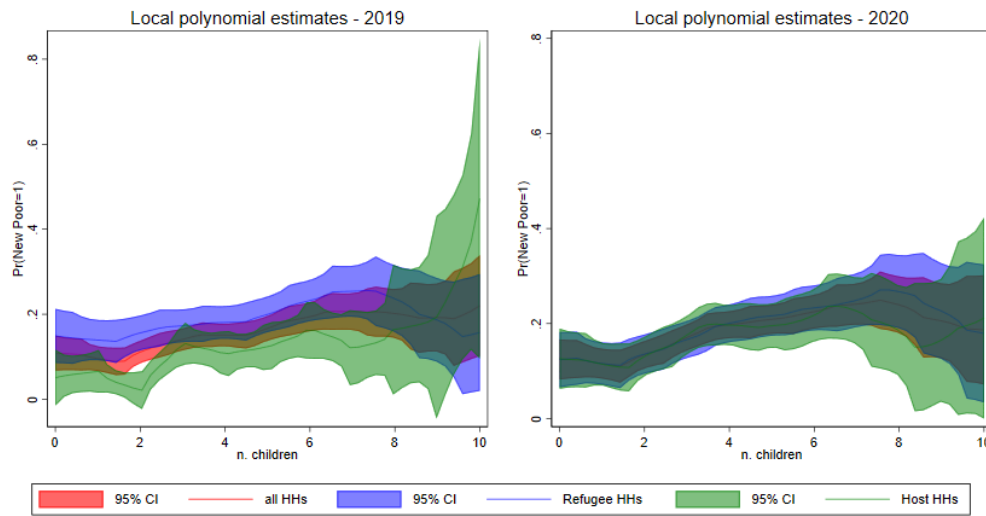 Local polynomial estimates - 2019
Pr(New Poor=1)
.8
.6
.4
.2
0
0 2 4 6 8 10
n. children
Local polynomial estimates - 2020
Pr(New Poor=1)
.8
.6
.4
.2
0
0 2 4 6 8 10
n. children
95% CI all HHs 95% CI Refugee HHs 95% CI Host HHs